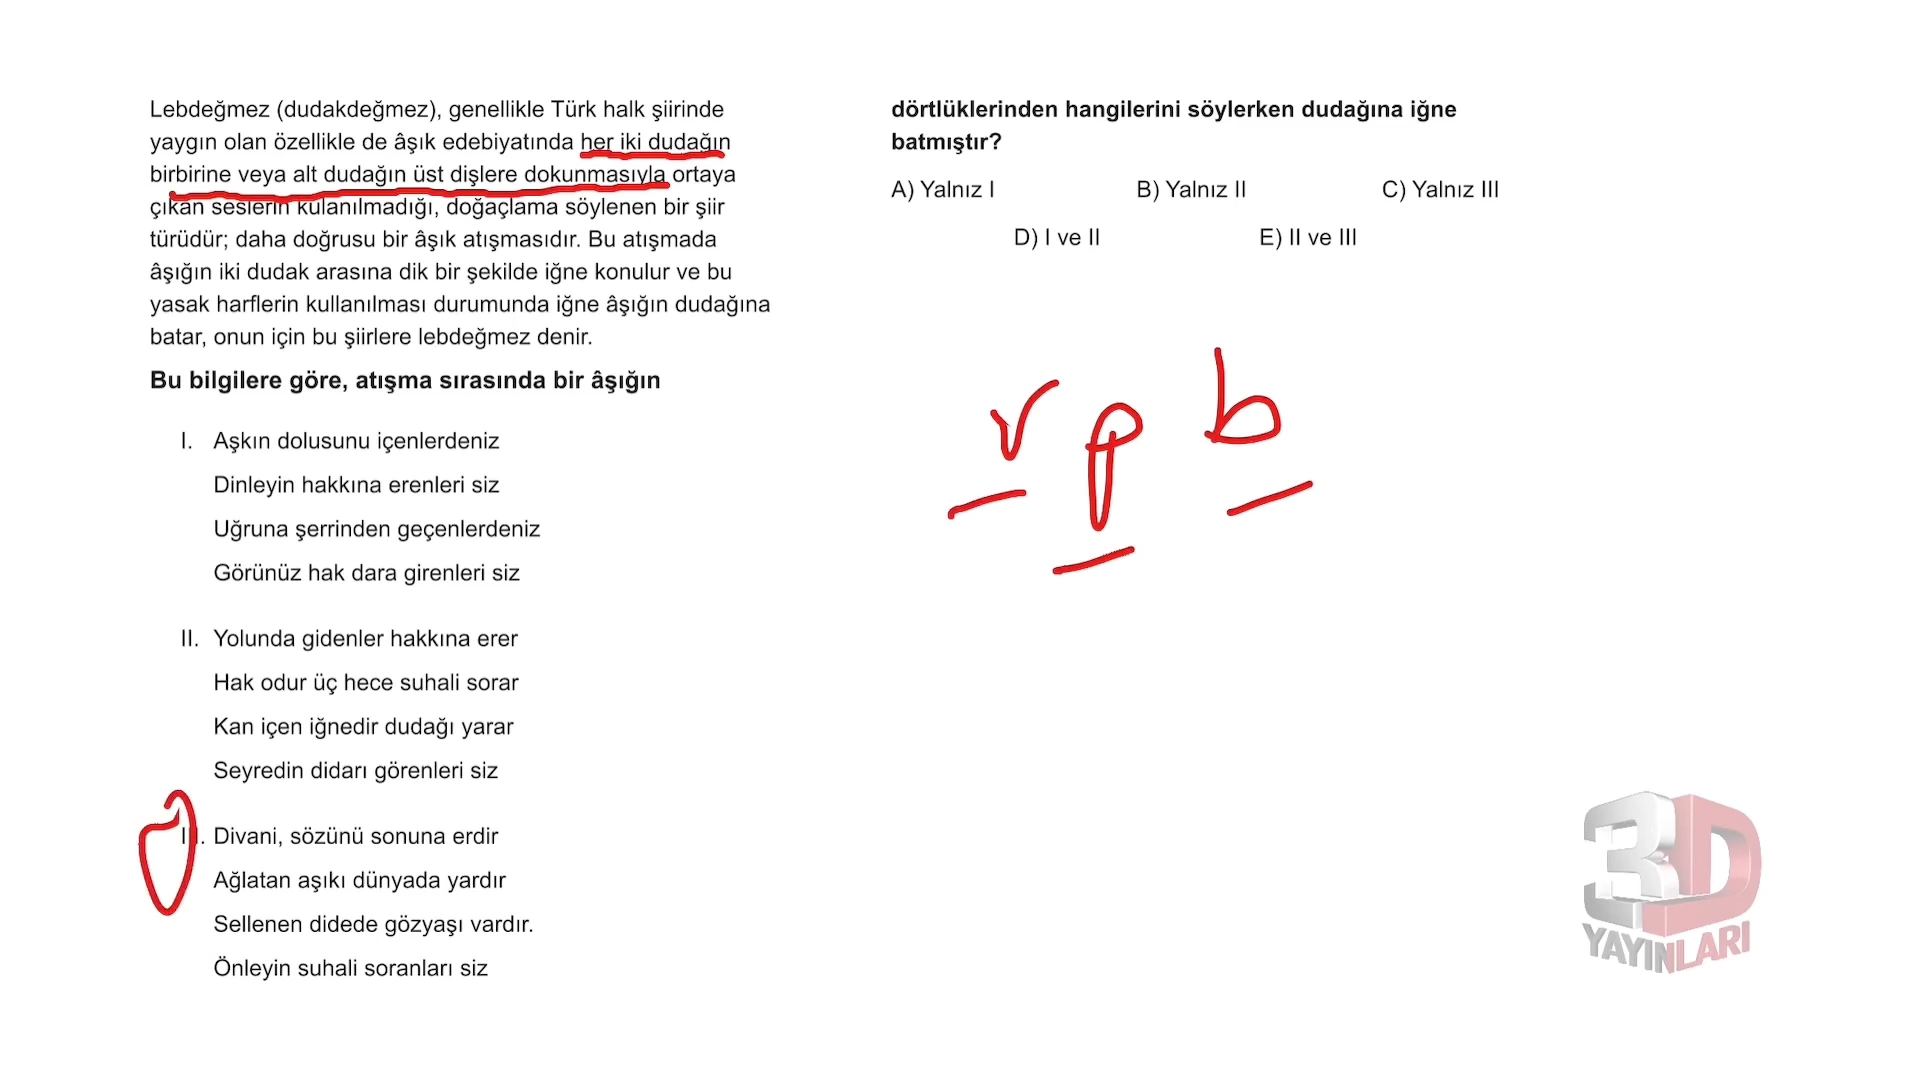 Lebdeğmez (dudakdeğmez), genellikle Türk halk şiirinde
yaygın olan özellikle de âşık edebiyatında her iki dudağın
birbirine veya alt dudağın üst dişlere dokunmasıyla ortaya
çıkan seslerin kulanılmadığı, doğaçlama söylenen bir şiir
türüdür; daha doğrusu bir âşık atışmasıdır. Bu atışmada
âşığın iki dudak arasına dik bir şekilde iğne konulur ve bu
yasak harflerin kullanılması durumunda iğne âşığın dudağına
batar, onun için bu şiirlere lebdeğmez denir.
Bu bilgilere göre, atışma sırasında bir âşığın
I. Aşkın dolusunu içenlerdeniz
Dinleyin hakkına erenleri siz
Uğruna şerrinden geçenlerdeniz
Görünüz hak dara girenleri siz
II. Yolunda gidenler hakkına erer
Hak odur üç hece suhali sorar
Kan içen iğnedir dudağı yarar
Seyredin didarı görenleri siz
III. Divani, sözünü sonuna erdir
Ağlatan aşıkı dünyada yardır
Sellenen didede gözyaşı vardır.
Önleyin suhali soranları siz
dörtlüklerinden hangilerini söylerken dudağına iğne
batmıştır?
A) Yalnız I B) Yalnız II C) Yalnız III
D) I ve II E) II ve III
v p b
3D
YAYINLARI